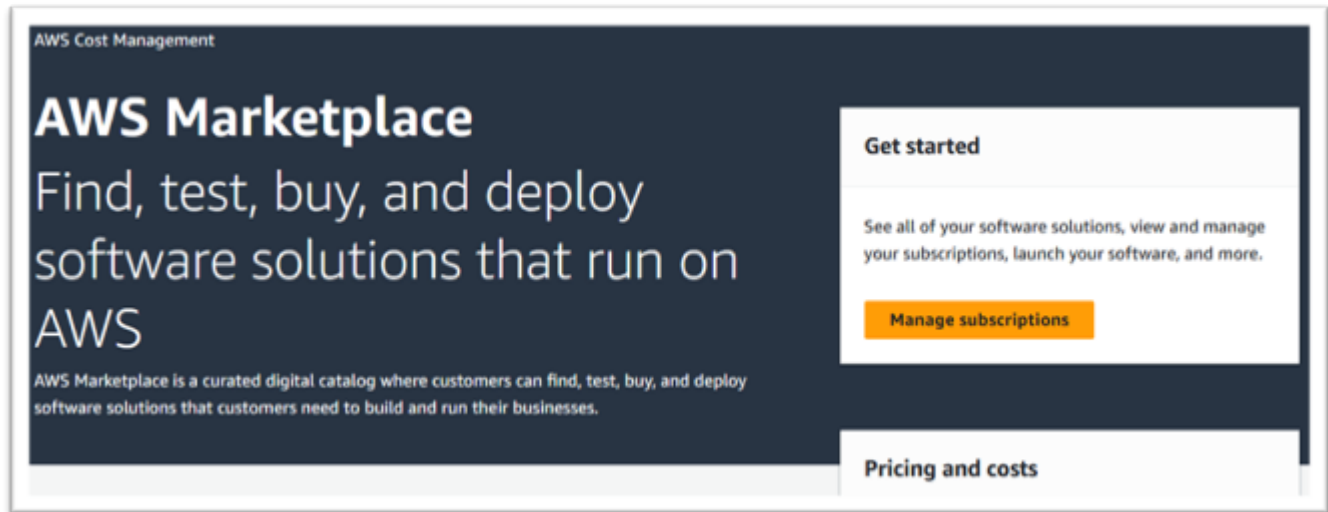 AWS Cost Management
AWS Marketplace
Find, test, buy, and deploy
software solutions that run on
AWS
AWS Marketplace is a curated digital catalog where customers can find, test, buy, and deploy
software solutions that customers need to build and run their businesses.
Get started
See all of your software solutions, view and manage
your subscriptions, launch your software, and more.
Manage subscriptions
Pricing and costs